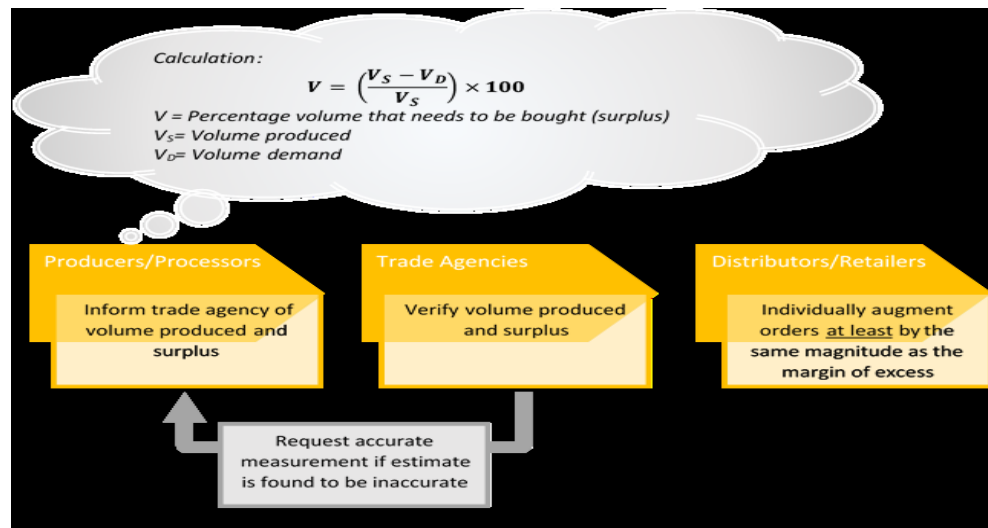 Calculation:
V = (V_S − V_D / V_S) × 100
V = Percentage volume that needs to be bought (surplus)
V_S= Volume produced
V_D= Volume demand
Producers/Processors
Inform trade agency of
volume produced and
surplus
Trade Agencies
Verify volume produced
and surplus
Distributors/Retailers
Individually augment
orders at least by the
same magnitude as the
margin of excess
Request accurate
measurement if estimate
is found to be inaccurate